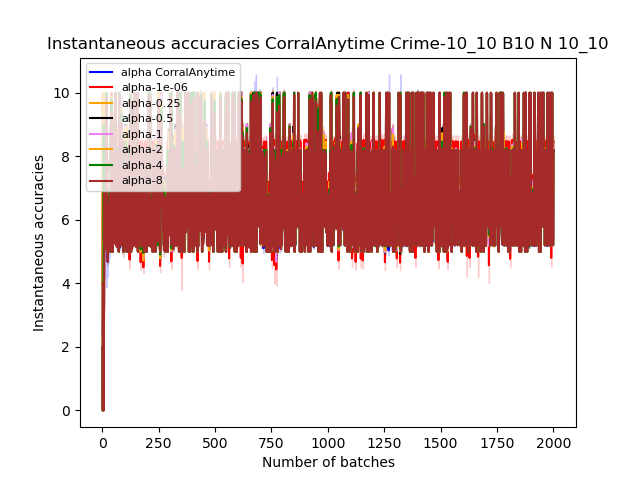 Instantaneous accuracies CorralAnytime Crime-10_10 B10 N 10_10
alpha CorralAnytime
alpha-1e-06
alpha-0.25
alpha-0.5
alpha-1
alpha-2
alpha-4
alpha-8
10
8
6
4
2
0
Instantaneous accuracies
0 250 500 750 1000 1250 1500 1750 2000
Number of batches